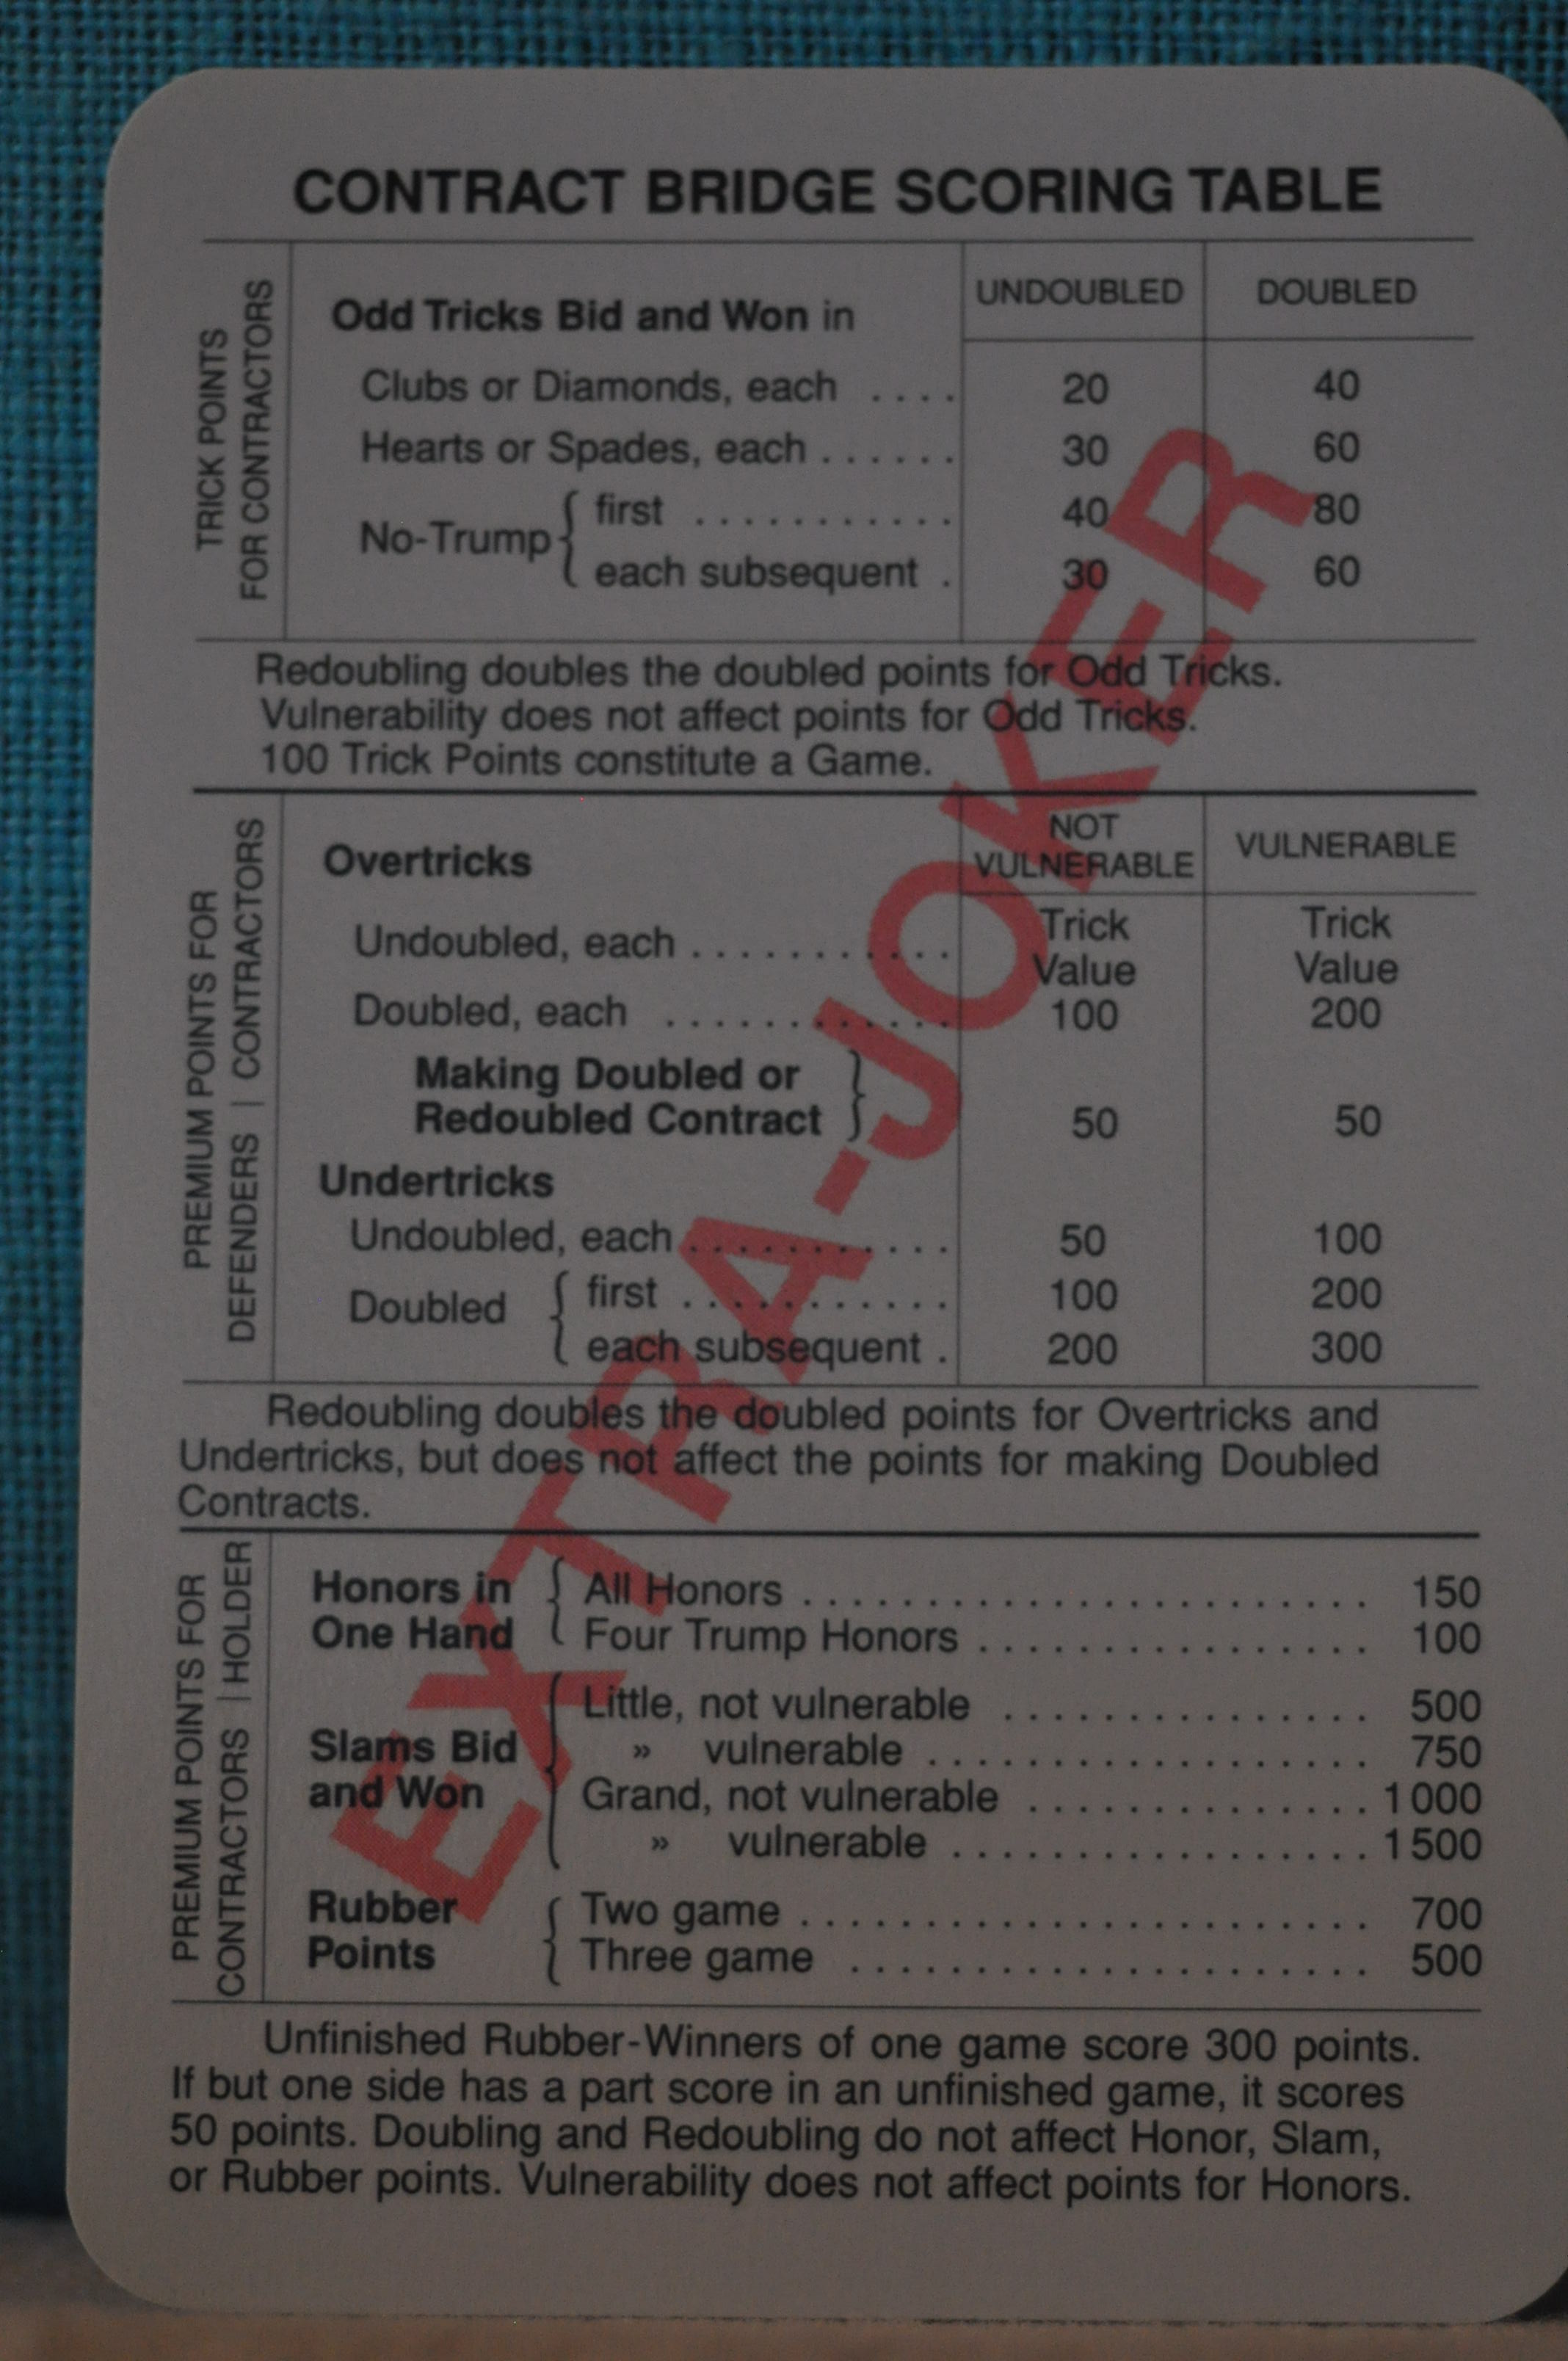 CONTRACT BRIDGE SCORING TABLE
TRICK POINTS
FOR CONTRACTORS
UNDOUBLED DOUBLED
Odd Tricks Bid and Won in
Clubs or Diamonds, each .... 20 40
Hearts or Spades, each ...... 30 60
No-Trump { first ........... 40 80
each subsequent . 30 60
Redoubling doubles the doubled points for Odd Tricks.
Vulnerability does not affect points for Odd Tricks.
100 Trick Points constitute a Game.
PREMIUM POINTS FOR
DEFENDERS | CONTRACTORS
NOT
VULNERABLE VULNERABLE
Overtricks
Undoubled, each ........... Trick Value Trick Value
Doubled, each ............ 100 200
Making Doubled or
Redoubled Contract } 50 50
Undertricks
Undoubled, each ........... 50 100
Doubled { first ........... 100 200
each subsequent . 200 300
Redoubling doubles the doubled points for Overtricks and
Undertricks, but does not affect the points for making Doubled
Contracts.
PREMIUM POINTS FOR
CONTRACTORS | HOLDER
Honors in { All Honors ....................... 150
One Hand Four Trump Honors ................ 100
Little, not vulnerable ............... 500
Slams Bid { » vulnerable .................. 750
and Won Grand, not vulnerable .............. 1000
» vulnerable ................. 1500
Rubber { Two game ....................... 700
Points Three game ..................... 500
Unfinished Rubber-Winners of one game score 300 points.
If but one side has a part score in an unfinished game, it scores
50 points. Doubling and Redoubling do not affect Honor, Slam,
or Rubber points. Vulnerability does not affect points for Honors.
EXTRA-JOKER